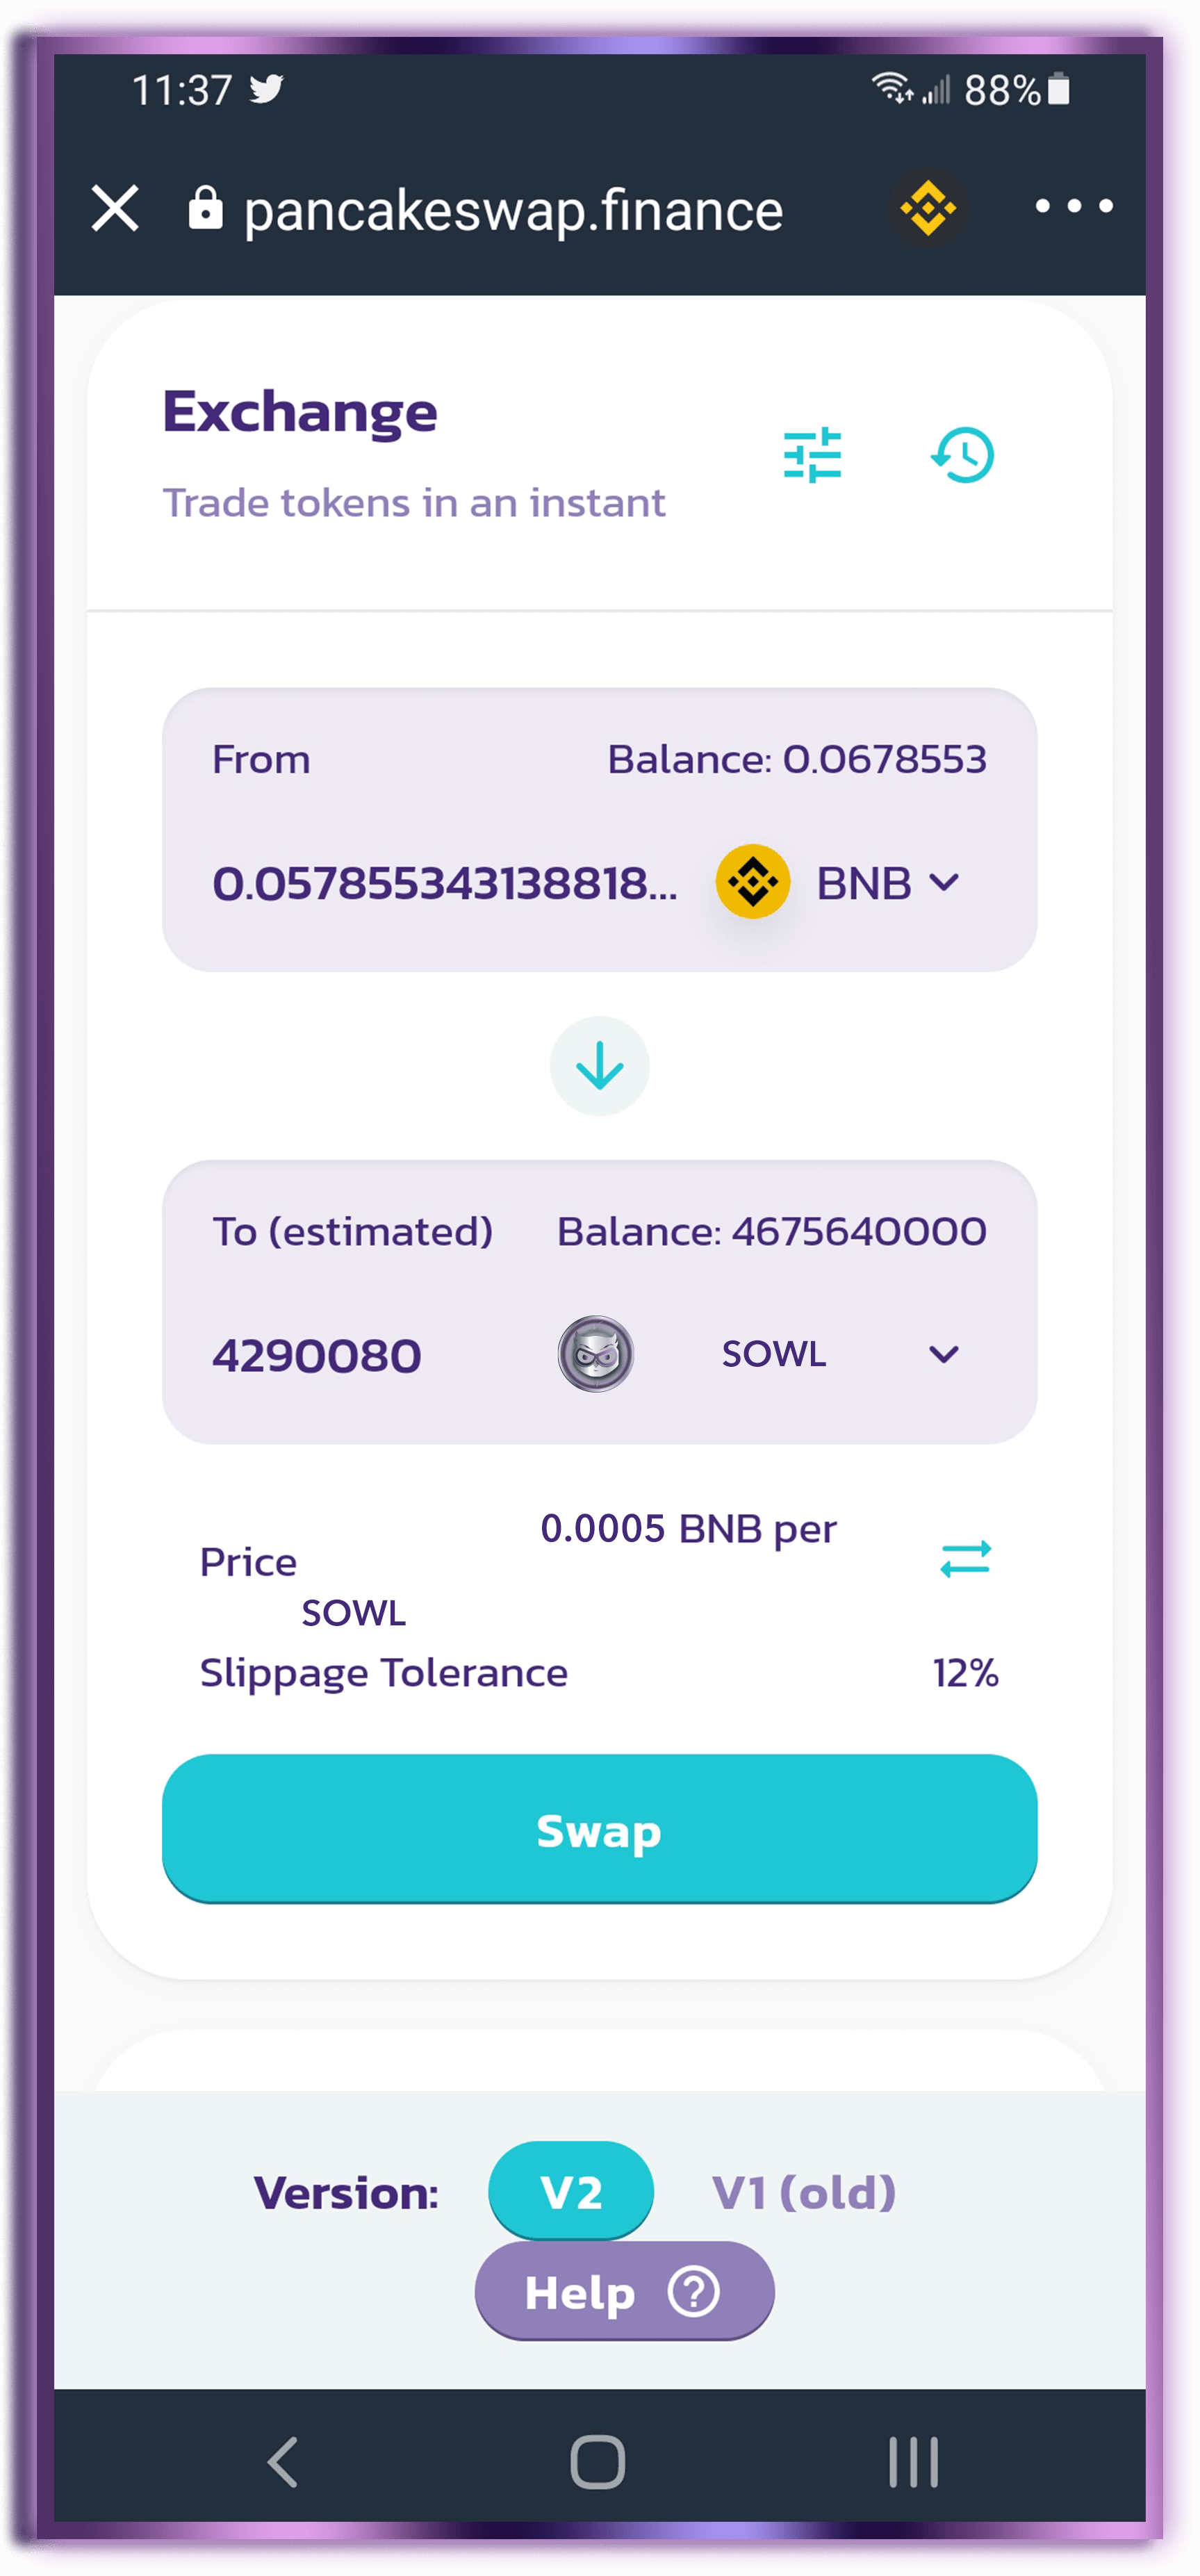 11:37 88%
pancakeswap.finance
Exchange
Trade tokens in an instant
From Balance: 0.0678553
0.057855343138818... BNB
To (estimated) Balance: 4675640000
4290080 SOWL
0.0005 BNB per
Price
SOWL
Slippage Tolerance 12%
Swap
Version: V2 V1 (old)
Help ?